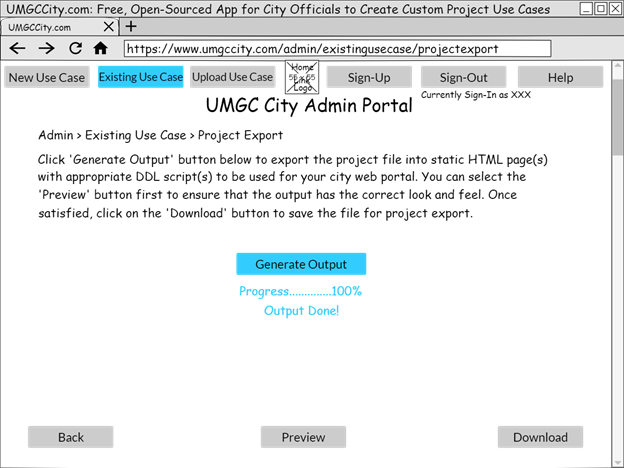 UMGCCity.com: Free, Open-Sourced App for City Officials to Create Custom Project Use Cases
UMGCCity
https://www.umgccity.com/admin/existingusecase/projectexport
New Use Case
Existing Use Case
Upload Use Case
Home
Link
Logo
Sign-Up
Sign-Out
Help
Currently Sign-In as XXX
UMGC City Admin Portal
Admin > Existing Use Case > Project Export
Click 'Generate Output' button below to export the project file into static HTML page(s)
with appropriate DDL script(s) to be used for your city web portal. You can select the
'Preview' button first to ensure that the output has the correct look and feel. Once
satisfied, click on the 'Download' button to save the file for project export.
Generate Output
Progress..............100%
Output Done!
Back
Preview
Download